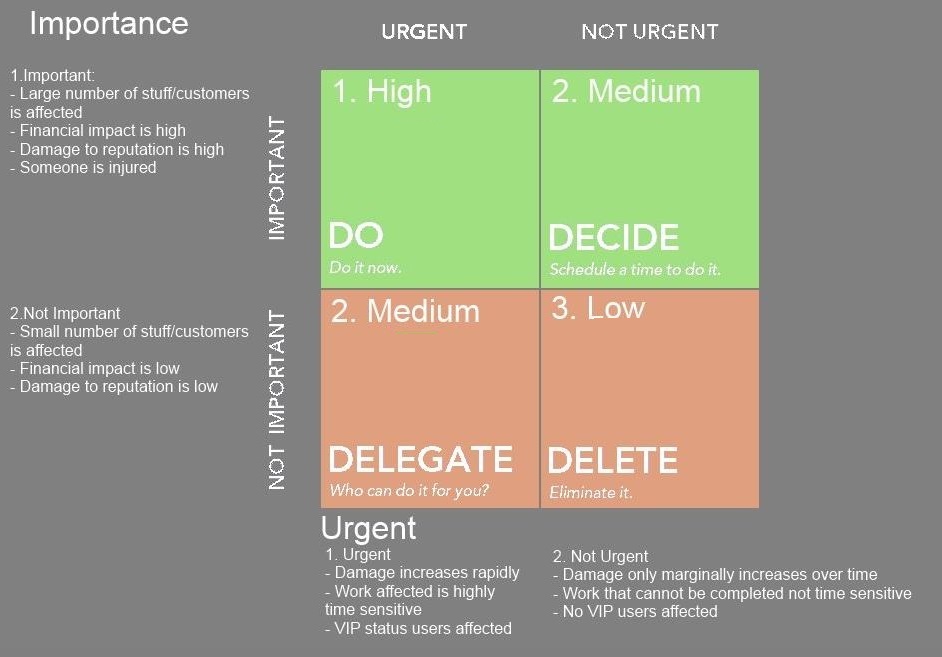 Importance
URGENT
NOT URGENT
1.Important:
- Large number of stuff/customers
is affected
- Financial impact is high
- Damage to reputation is high
- Someone is injured
IMPORTANT
1. High
DO
Do it now.
2. Medium
DECIDE
Schedule a time to do it.
2.Not Important
- Small number of stuff/customers
is affected
- Financial impact is low
- Damage to reputation is low
NOT IMPORTANT
2. Medium
DELEGATE
Who can do it for you?
3. Low
DELETE
Eliminate it.
Urgent
1. Urgent
- Damage increases rapidly
- Work affected is highly
time sensitive
- VIP status users affected
2. Not Urgent
- Damage only marginally increases over time
- Work that cannot be completed not time sensitive
- No VIP users affected